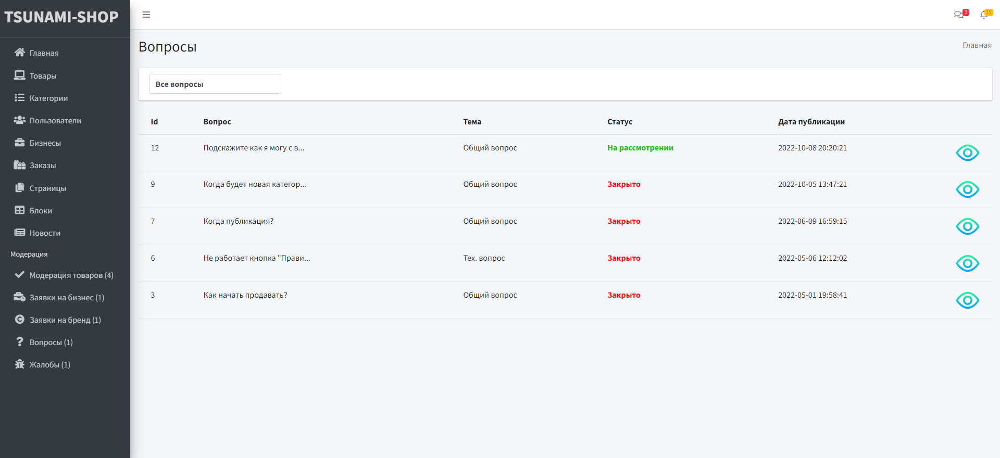 TSUNAMI-SHOP
3
15
Главная
Товары
Категории
Пользователи
Бизнесы
Заказы
Страницы
Блоки
Новости
Модерация
Модерация товаров (4)
Заявки на бизнес (1)
Заявки на бренд (1)
Вопросы (1)
Жалобы (1)
Вопросы
Главная
Все вопросы
Id Вопрос Тема Статус Дата публикации
12 Подскажите как я могу с в... Общий вопрос На рассмотрении 2022-10-08 20:20:21
9 Когда будет новая категор... Общий вопрос Закрыто 2022-10-05 13:47:21
7 Когда публикация? Общий вопрос Закрыто 2022-06-09 16:59:15
6 Не работает кнопка "Прави... Тех. вопрос Закрыто 2022-05-06 12:12:02
3 Как начать продавать? Общий вопрос Закрыто 2022-05-01 19:58:41